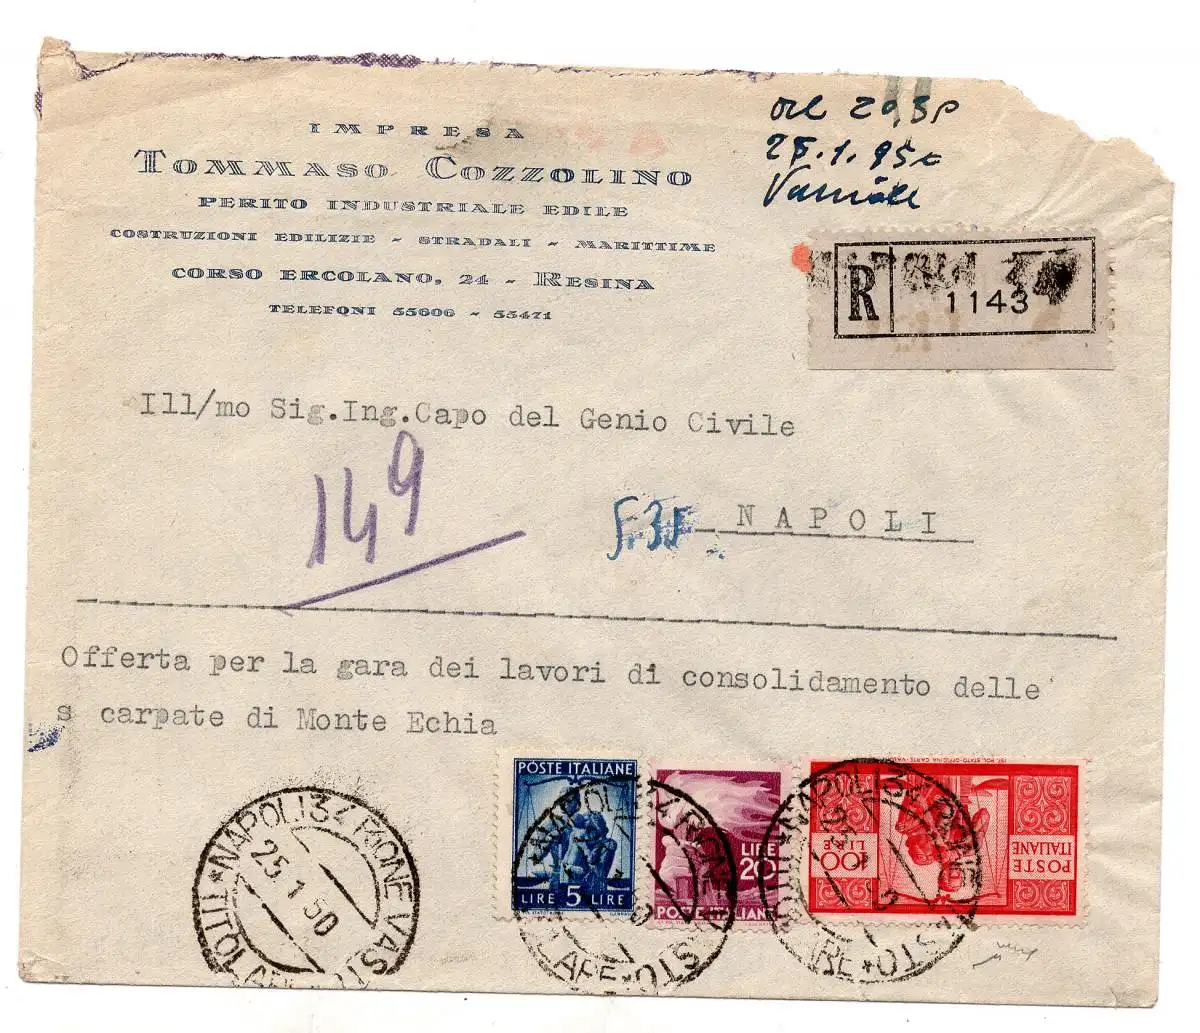 IMPRESA
TOMMASO COZZOLINO
PERITO INDUSTRIALE EDILE
COSTRUZIONI EDILIZIE - STRADALI - MARITTIME
CORSO ERCOLANO, 24 - RESINA
TELEFONI 55606 - 55471
R
1143
Ill/mo Sig.Ing.Capo del Genio Civile
149
NAPOLI
Offerta per la gara dei lavori di consolidamento delle
s carpate di Monte Echia
POSTE ITALIANE
LIRE 5 LIRE
LIRE
20
POSTE ITALIANE
POSTE
ITALIANE
100
LIRE
NAPOLI 34 RIONE
25.1.50